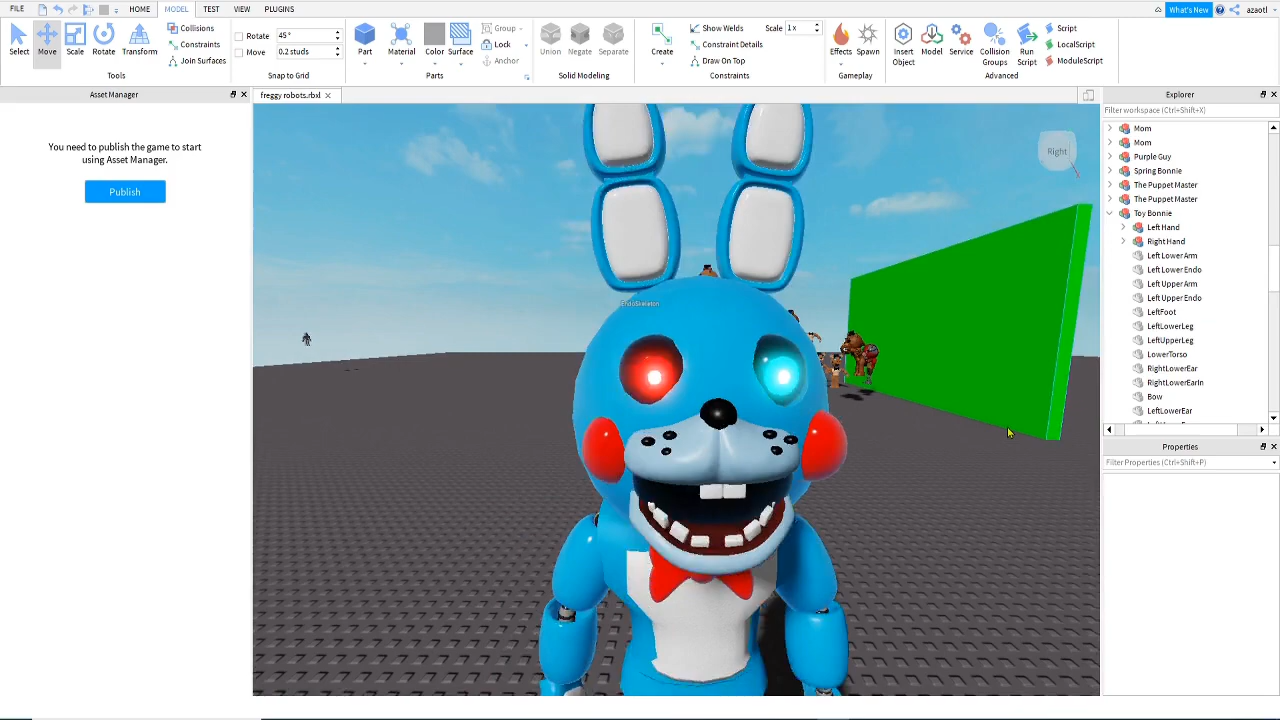 FILE HOME MODEL TEST VIEW PLUGINS What's New azaotl
Select Move Scale Rotate Transform
Collisions
Constraints
Join Surfaces
Tools
Rotate 45°
Move 0.2 studs
Snap to Grid
Part Material Color Surface
Group
Lock
Anchor
Parts
Union Negate Separate
Solid Modeling
Create
Show Welds Scale 1x
Constraint Details
Draw On Top
Constraints
Effects Spawn
Gameplay
Insert Object
Model
Service
Collision Groups
Run Script
Script
LocalScript
ModuleScript
Advanced
Asset Manager
You need to publish the game to start
using Asset Manager.
Publish
freggy robots.rbxl
Right
EndoSkeleton
Explorer
Filter workspace (Ctrl+Shift+X)
Mom
Mom
Purple Guy
Spring Bonnie
The Puppet Master
The Puppet Master
Toy Bonnie
Left Hand
Right Hand
Left Lower Arm
Left Lower Endo
Left Upper Arm
Left Upper Endo
LeftFoot
LeftLowerLeg
LeftUpperLeg
LowerTorso
RightLowerEar
RightLowerEarIn
Bow
LeftLowerEar
Properties
Filter Properties (Ctrl+Shift+P)